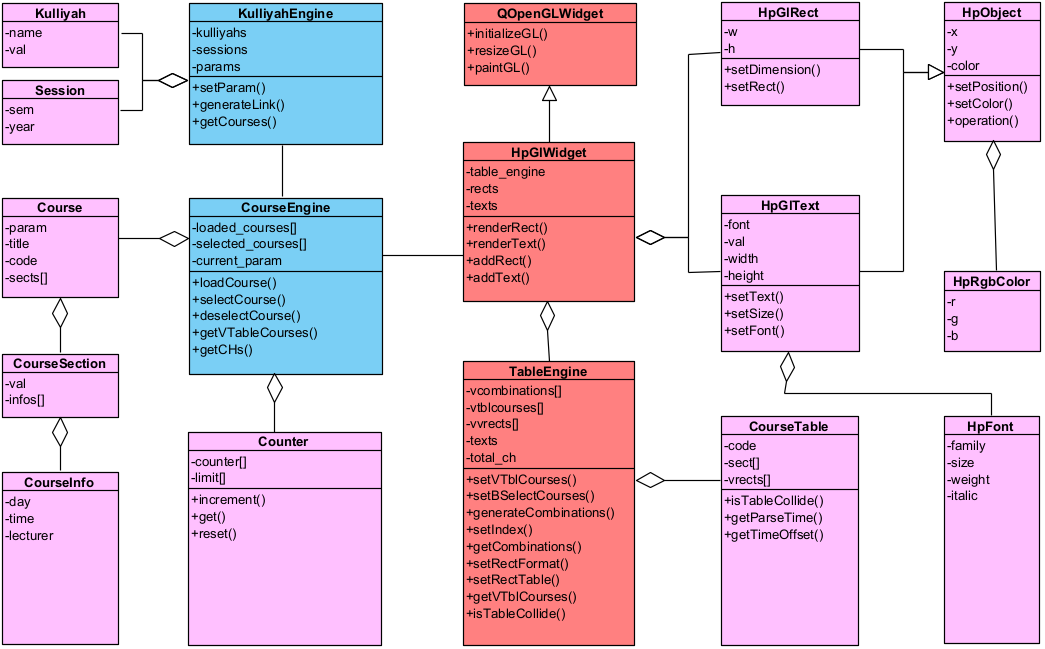 Kulliyah
-name
-val
Session
-sem
-year
KulliyahEngine
-kulliyahs
-sessions
-params
+setParam()
+generateLink()
+getCourses()
QOpenGLWidget
+initializeGL()
+resizeGL()
+paintGL()
HpGlRect
-w
-h
+setDimension()
+setRect()
HpObject
-x
-y
-color
+setPosition()
+setColor()
+operation()
Course
-param
-title
-code
-sects[]
CourseEngine
-loaded_courses[]
-selected_courses[]
-current_param
+loadCourse()
+selectCourse()
+deselectCourse()
+getVTableCourses()
+getCHs()
HpGlWidget
-table_engine
-rects
-texts
+renderRect()
+renderText()
+addRect()
+addText()
HpGlText
-font
-val
-width
-height
+setText()
+setSize()
+setFont()
HpRgbColor
-r
-g
-b
CourseSection
-val
-infos[]
CourseInfo
-day
-time
-lecturer
Counter
-counter[]
-limit[]
+increment()
+get()
+reset()
TableEngine
-vcombinations[]
-vtblcourses[]
-vvrects[]
-texts
-total_ch
+setVTblCourses()
+setBSelectCourses()
+generateCombinations()
+setIndex()
+getCombinations()
+setRectFormat()
+setRectTable()
+getVTblCourses()
+isTableCollide()
CourseTable
-code
-sect[]
-vrects[]
+isTableCollide()
+getParseTime()
+getTimeOffset()
HpFont
-family
-size
-weight
-italic